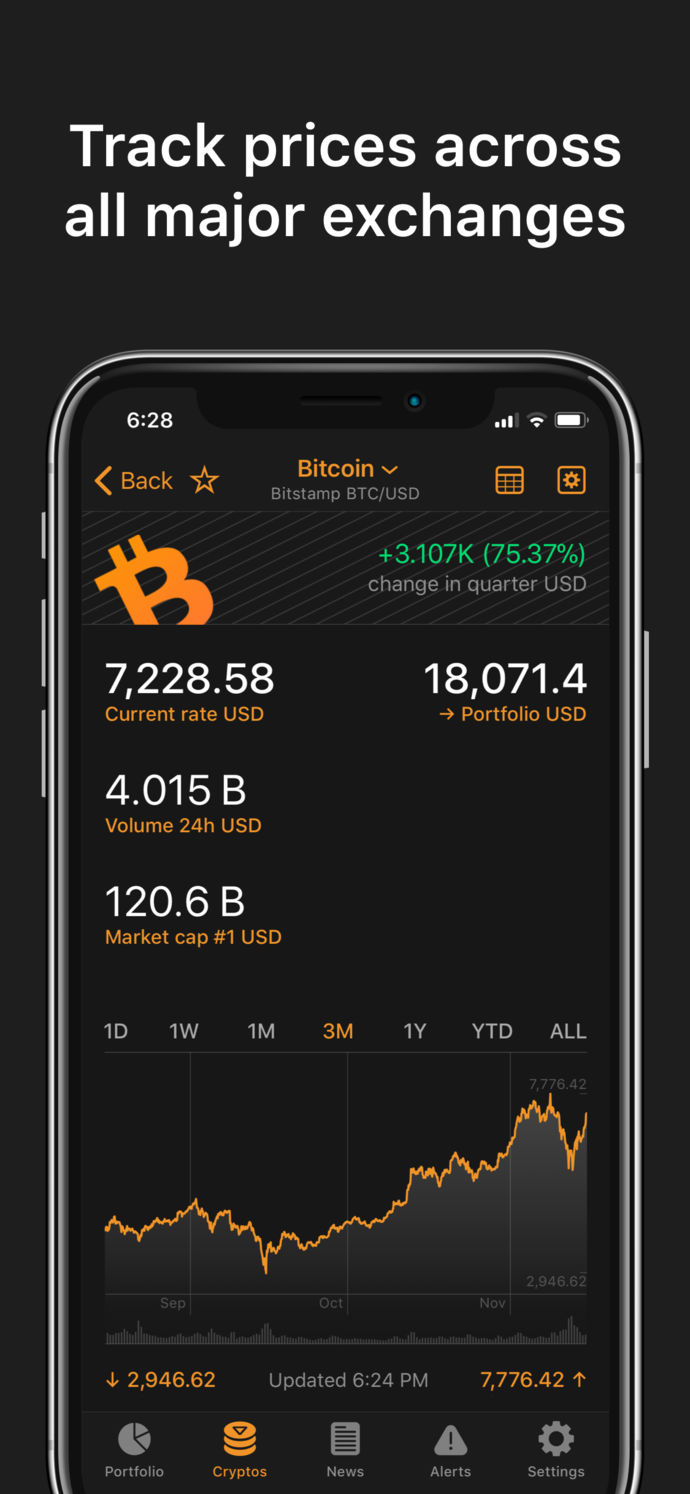 Track prices across
all major exchanges
6:28
Back
Bitcoin
Bitstamp BTC/USD
+3.107K (75.37%)
change in quarter USD
7,228.58
18,071.4
Current rate USD
→ Portfolio USD
4.015 B
Volume 24h USD
120.6 B
Market cap #1 USD
1D 1W 1M 3M 1Y YTD ALL
7,776.42
2,946.62
Sep Oct Nov
↓ 2,946.62 Updated 6:24 PM 7,776.42 ↑
Portfolio Cryptos News Alerts Settings